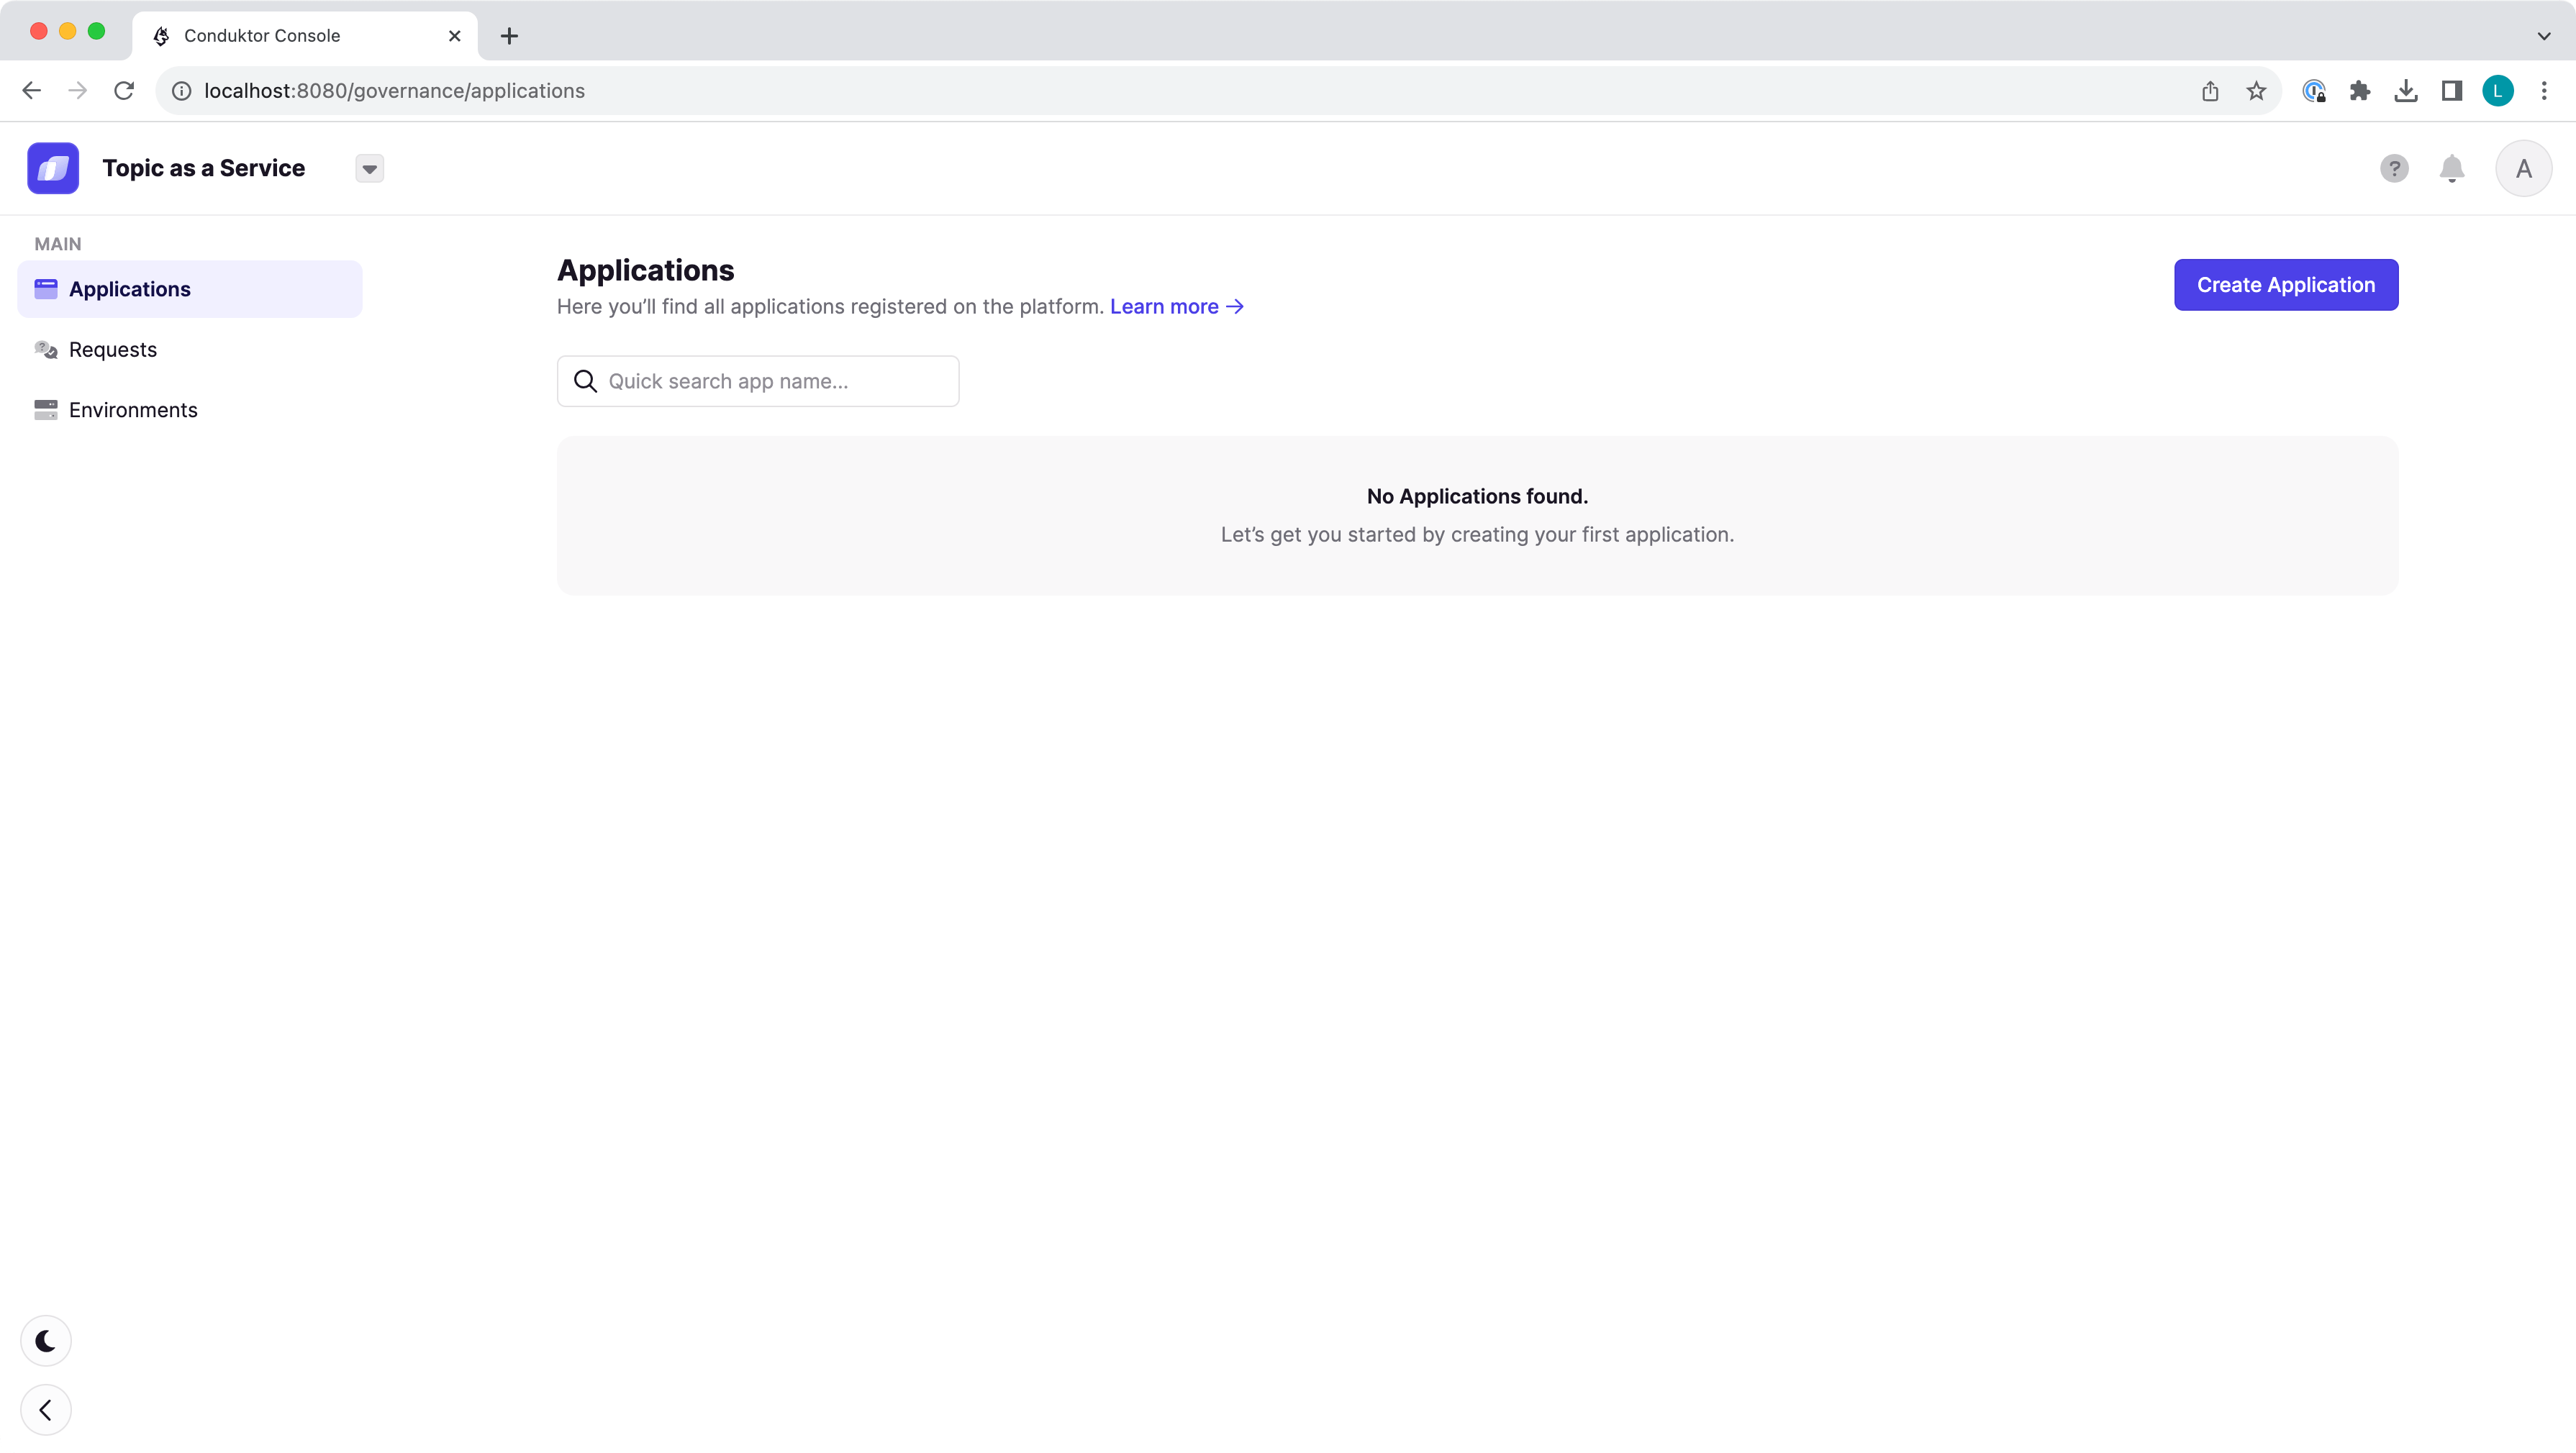 Conduktor Console
localhost:8080/governance/applications
L
Topic as a Service
?
A
MAIN
Applications
Requests
Environments
Applications
Here you’ll find all applications registered on the platform. Learn more →
Create Application
Quick search app name...
No Applications found.
Let’s get you started by creating your first application.